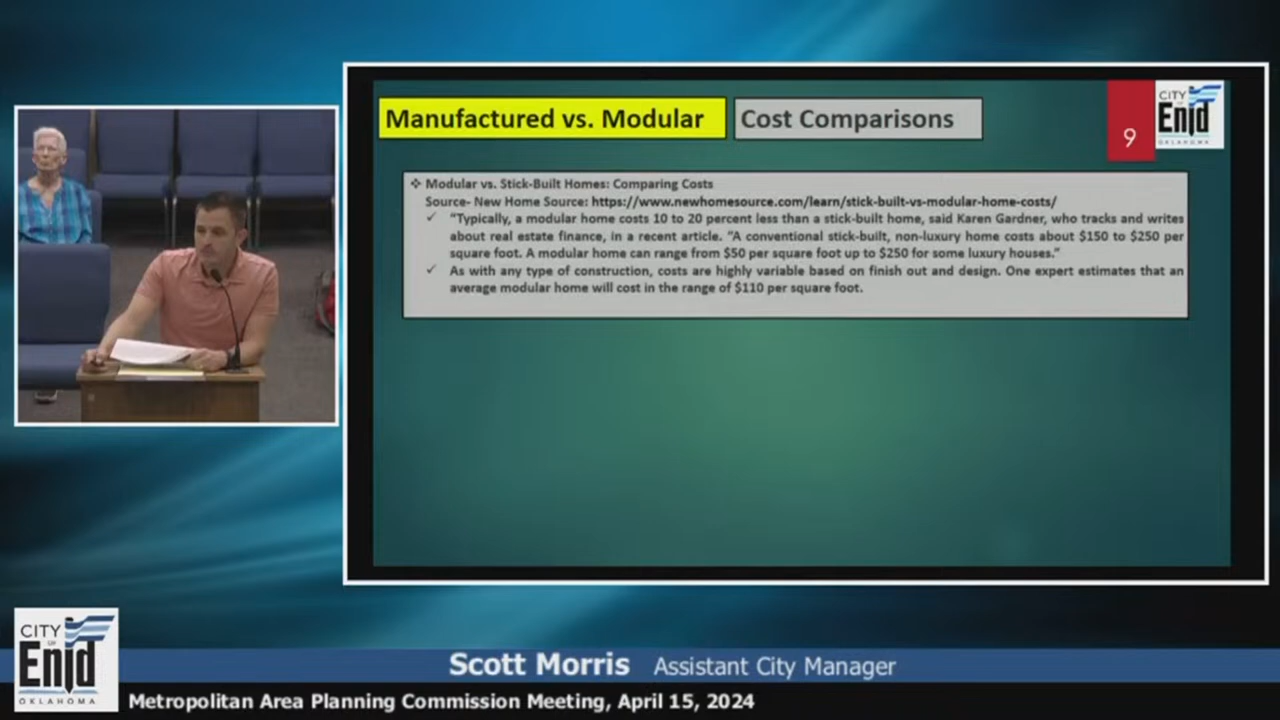 Manufactured vs. Modular
Cost Comparisons
9
CITY
OF
Enid
OKLAHOMA
Modular vs. Stick-Built Homes: Comparing Costs
Source- New Home Source: https://www.newhomesource.com/learn/stick-built-vs-modular-home-costs/
✓ "Typically, a modular home costs 10 to 20 percent less than a stick-built home, said Karen Gardner, who tracks and writes
about real estate finance, in a recent article. "A conventional stick-built, non-luxury home costs about $150 to $250 per
square foot. A modular home can range from $50 per square foot up to $250 for some luxury houses."
✓ As with any type of construction, costs are highly variable based on finish out and design. One expert estimates that an
average modular home will cost in the range of $110 per square foot.
CITY
OF
Enid
OKLAHOMA
Scott Morris Assistant City Manager
Metropolitan Area Planning Commission Meeting, April 15, 2024